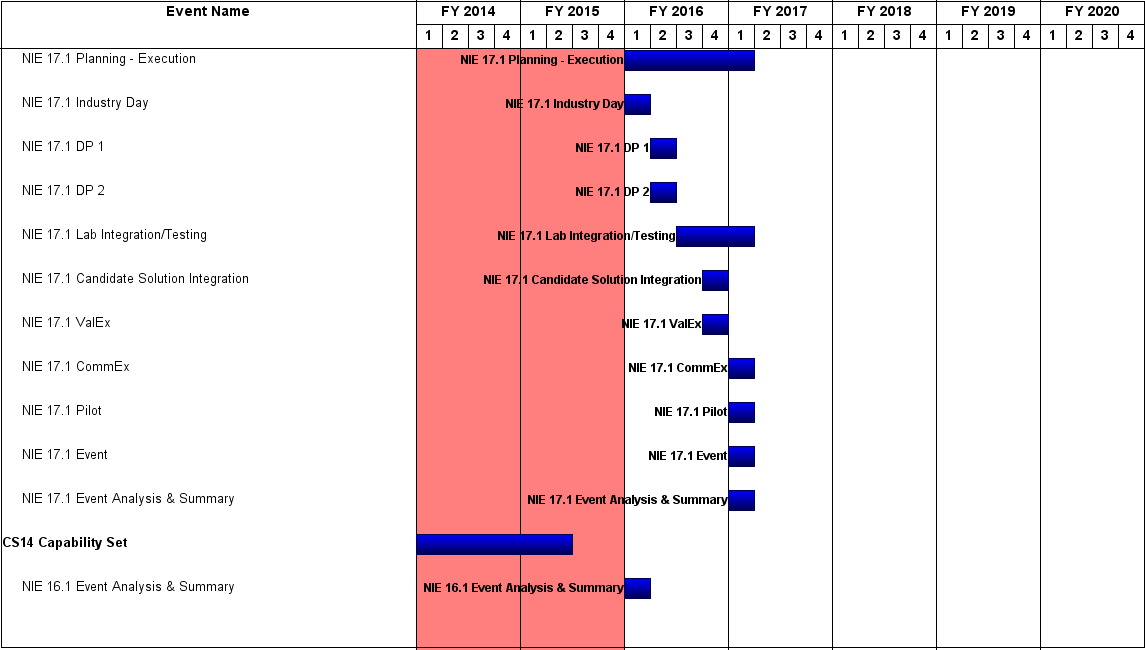 Event Name FY 2014 FY 2015 FY 2016 FY 2017 FY 2018 FY 2019 FY 2020
1 2 3 4 1 2 3 4 1 2 3 4 1 2 3 4 1 2 3 4 1 2 3 4 1 2 3 4
NIE 17.1 Planning - Execution NIE 17.1 Planning - Execution
NIE 17.1 Industry Day NIE 17.1 Industry Day
NIE 17.1 DP 1 NIE 17.1 DP 1
NIE 17.1 DP 2 NIE 17.1 DP 2
NIE 17.1 Lab Integration/Testing NIE 17.1 Lab Integration/Testing
NIE 17.1 Candidate Solution Integration NIE 17.1 Candidate Solution Integration
NIE 17.1 ValEx NIE 17.1 ValEx
NIE 17.1 CommEx NIE 17.1 CommEx
NIE 17.1 Pilot NIE 17.1 Pilot
NIE 17.1 Event NIE 17.1 Event
NIE 17.1 Event Analysis & Summary NIE 17.1 Event Analysis & Summary
CS14 Capability Set
NIE 16.1 Event Analysis & Summary NIE 16.1 Event Analysis & Summary